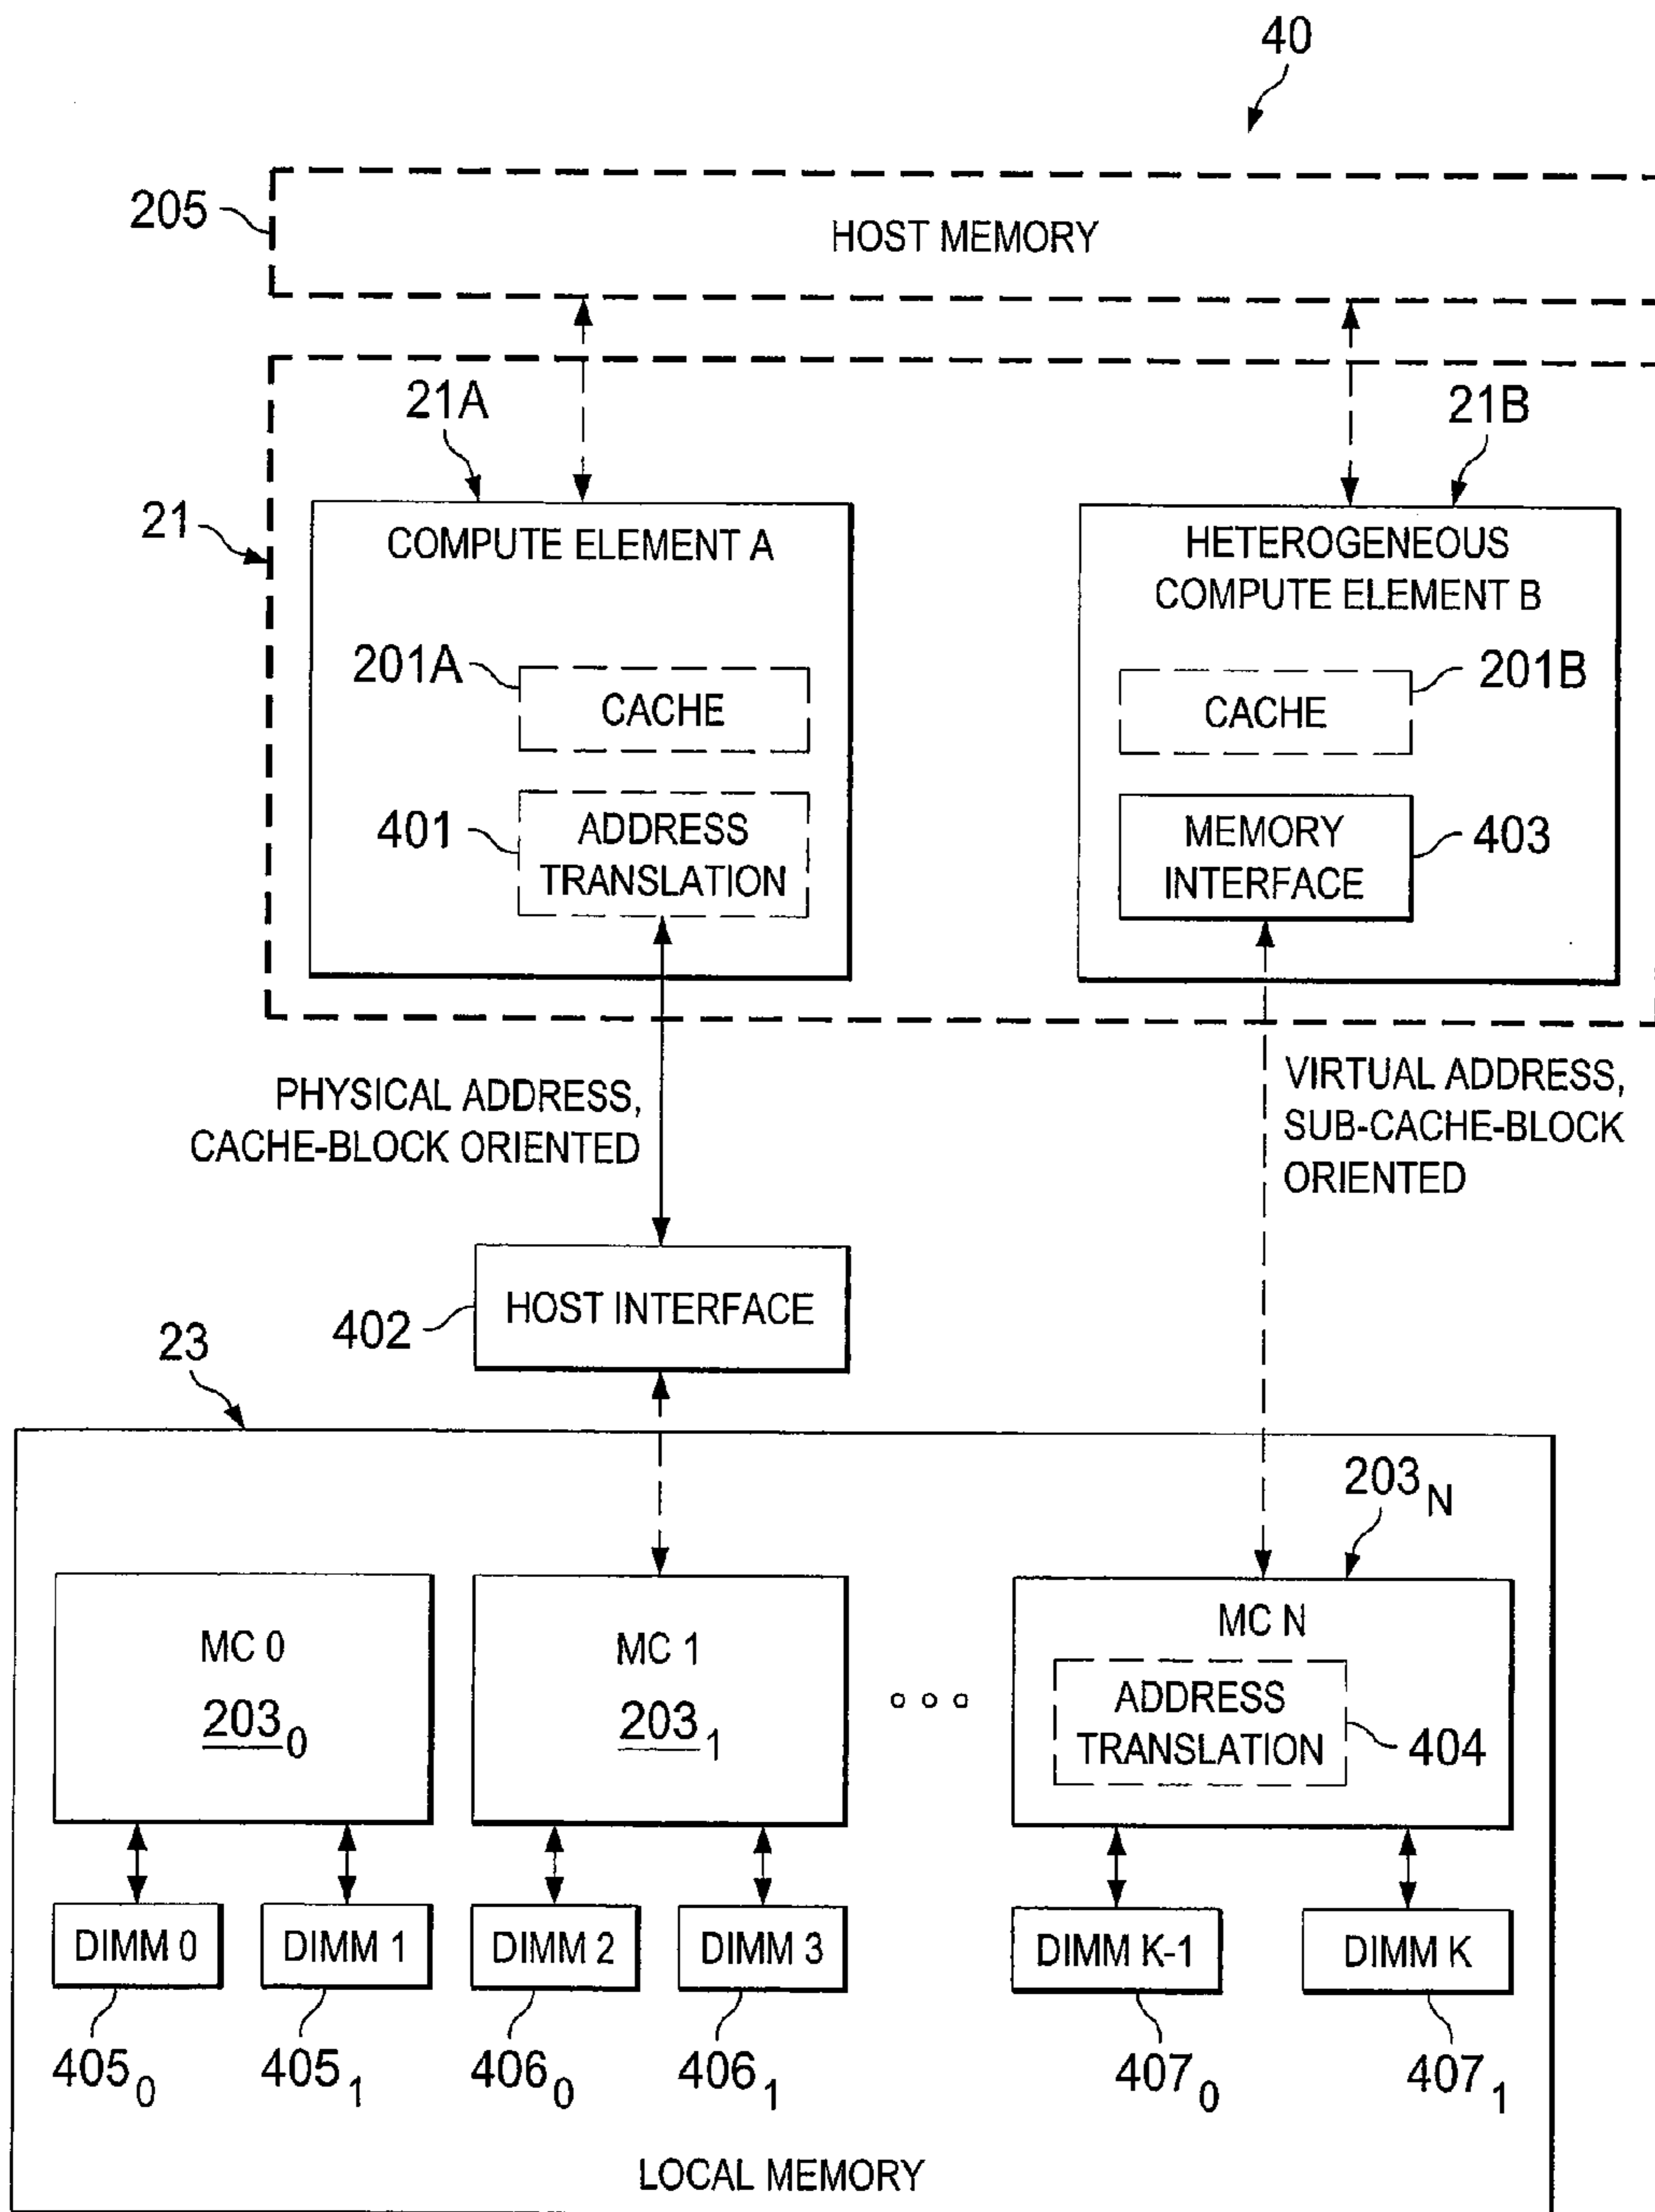 40
205
HOST MEMORY
21A
21B
21
COMPUTE ELEMENT A
HETEROGENEOUS
COMPUTE ELEMENT B
201A
CACHE
201B
CACHE
401
ADDRESS
TRANSLATION
MEMORY
INTERFACE
403
PHYSICAL ADDRESS,
CACHE-BLOCK ORIENTED
VIRTUAL ADDRESS,
SUB-CACHE-BLOCK
ORIENTED
402
HOST INTERFACE
23
203N
MC 0
2030
MC 1
2031
MC N
ADDRESS
TRANSLATION
404
DIMM 0
DIMM 1
DIMM 2
DIMM 3
DIMM K-1
DIMM K
4050
4051
4060
4061
4070
4071
LOCAL MEMORY